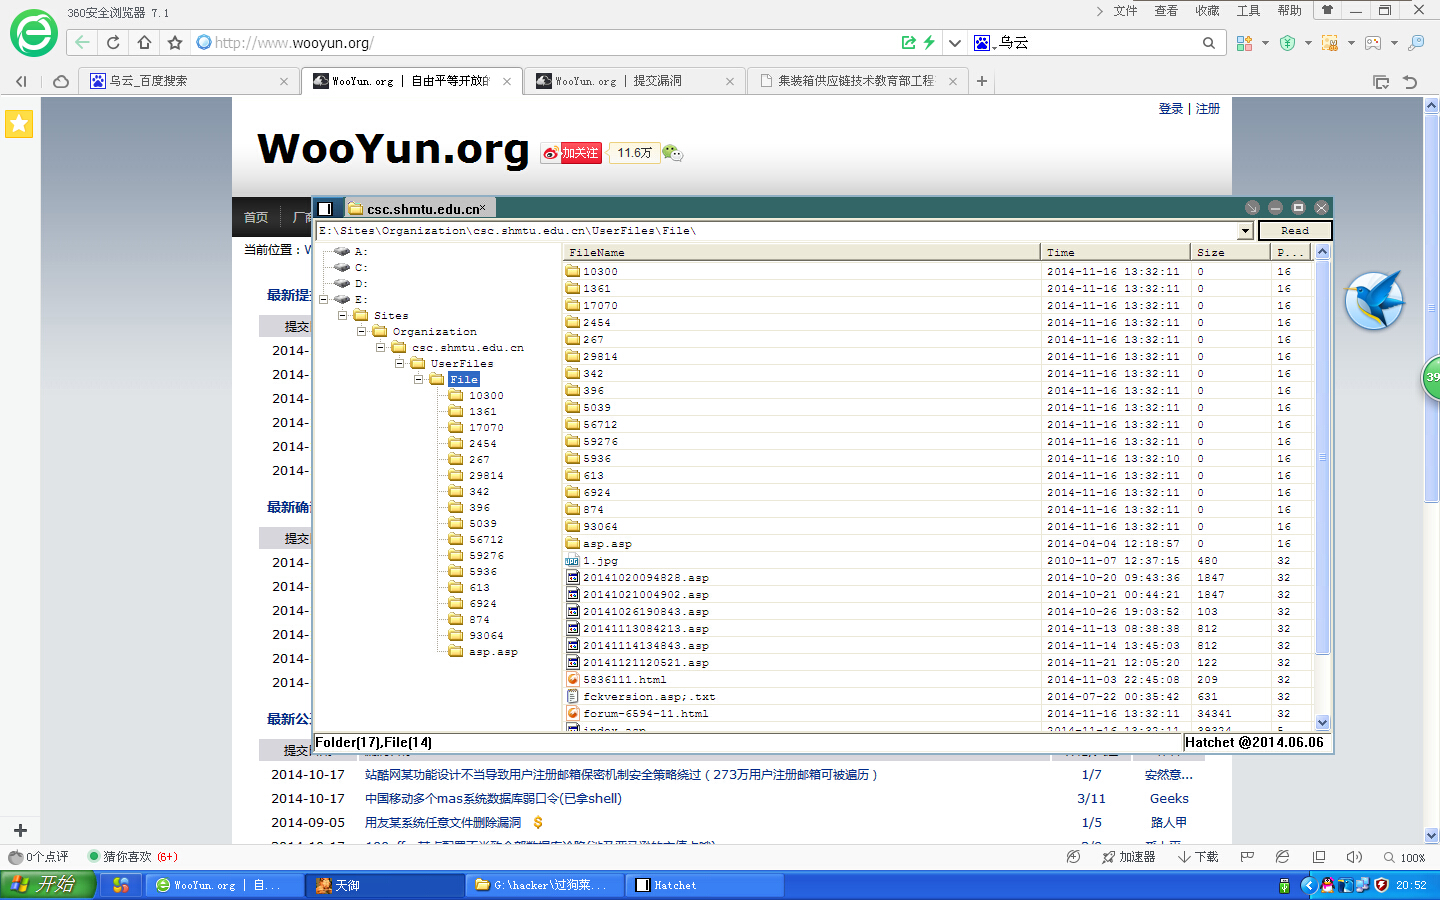 360安全浏览器 7.1
文件 查看 收藏 工具 帮助
http://www.wooyun.org/
乌云
乌云_百度搜索
WooYun.org | 自由平等开放的
WooYun.org | 提交漏洞
集装箱供应链技术教育部工程
登录 | 注册
WooYun.org
加关注
11.6万
首页
厂商
当前位置：W
最新提
提交
2014-
2014-
2014-
2014-
2014-
2014-
最新确
提交
2014-
2014-
2014-
2014-
2014-
2014-
最新公
提交
csc.shmtu.edu.cn
E:\Sites\Organization\csc.shmtu.edu.cn\UserFiles\File\
Read
A:
C:
D:
E:
Sites
Organization
csc.shmtu.edu.cn
UserFiles
File
10300
1361
17070
2454
267
29814
342
396
5039
56712
59276
5936
613
6924
874
93064
asp.asp
FileName Time Size P...
10300 2014-11-16 13:32:11 0 16
1361 2014-11-16 13:32:11 0 16
17070 2014-11-16 13:32:11 0 16
2454 2014-11-16 13:32:11 0 16
267 2014-11-16 13:32:11 0 16
29814 2014-11-16 13:32:11 0 16
342 2014-11-16 13:32:11 0 16
396 2014-11-16 13:32:11 0 16
5039 2014-11-16 13:32:11 0 16
56712 2014-11-16 13:32:11 0 16
59276 2014-11-16 13:32:11 0 16
5936 2014-11-16 13:32:10 0 16
613 2014-11-16 13:32:11 0 16
6924 2014-11-16 13:32:11 0 16
874 2014-11-16 13:32:11 0 16
93064 2014-11-16 13:32:11 0 16
asp.asp 2014-04-04 12:18:57 0 16
1.jpg 2010-11-07 12:37:15 480 32
20141020094828.asp 2014-10-20 09:43:36 1847 32
20141021004902.asp 2014-10-21 00:44:21 1847 32
20141026190843.asp 2014-10-26 19:03:52 103 32
20141113084213.asp 2014-11-13 08:38:38 812 32
20141114134843.asp 2014-11-14 13:45:03 812 32
20141121120521.asp 2014-11-21 12:05:20 122 32
5836111.html 2014-11-03 22:45:08 209 32
fckversion.asp;.txt 2014-07-22 00:35:42 631 32
forum-6594-11.html 2014-11-16 13:32:11 34341 32
index.asp 2014-11-16 13:32:11 39324 5
Folder(17),File(14)
Hatchet @2014.06.06
39
2014-10-17 站酷网某功能设计不当导致用户注册邮箱保密机制安全策略绕过（273万用户注册邮箱可被遍历） 1/7 安然意...
2014-10-17 中国移动多个mas系统数据库弱口令(已拿shell) 3/11 Geeks
2014-09-05 用友某系统任意文件删除漏洞 1/5 路人甲
0个点评
猜你喜欢 (6+)
加速器
下载
100%
开始
WooYun.org | 自...
天御
G:\hacker\过狗菜...
Hatchet
20:52